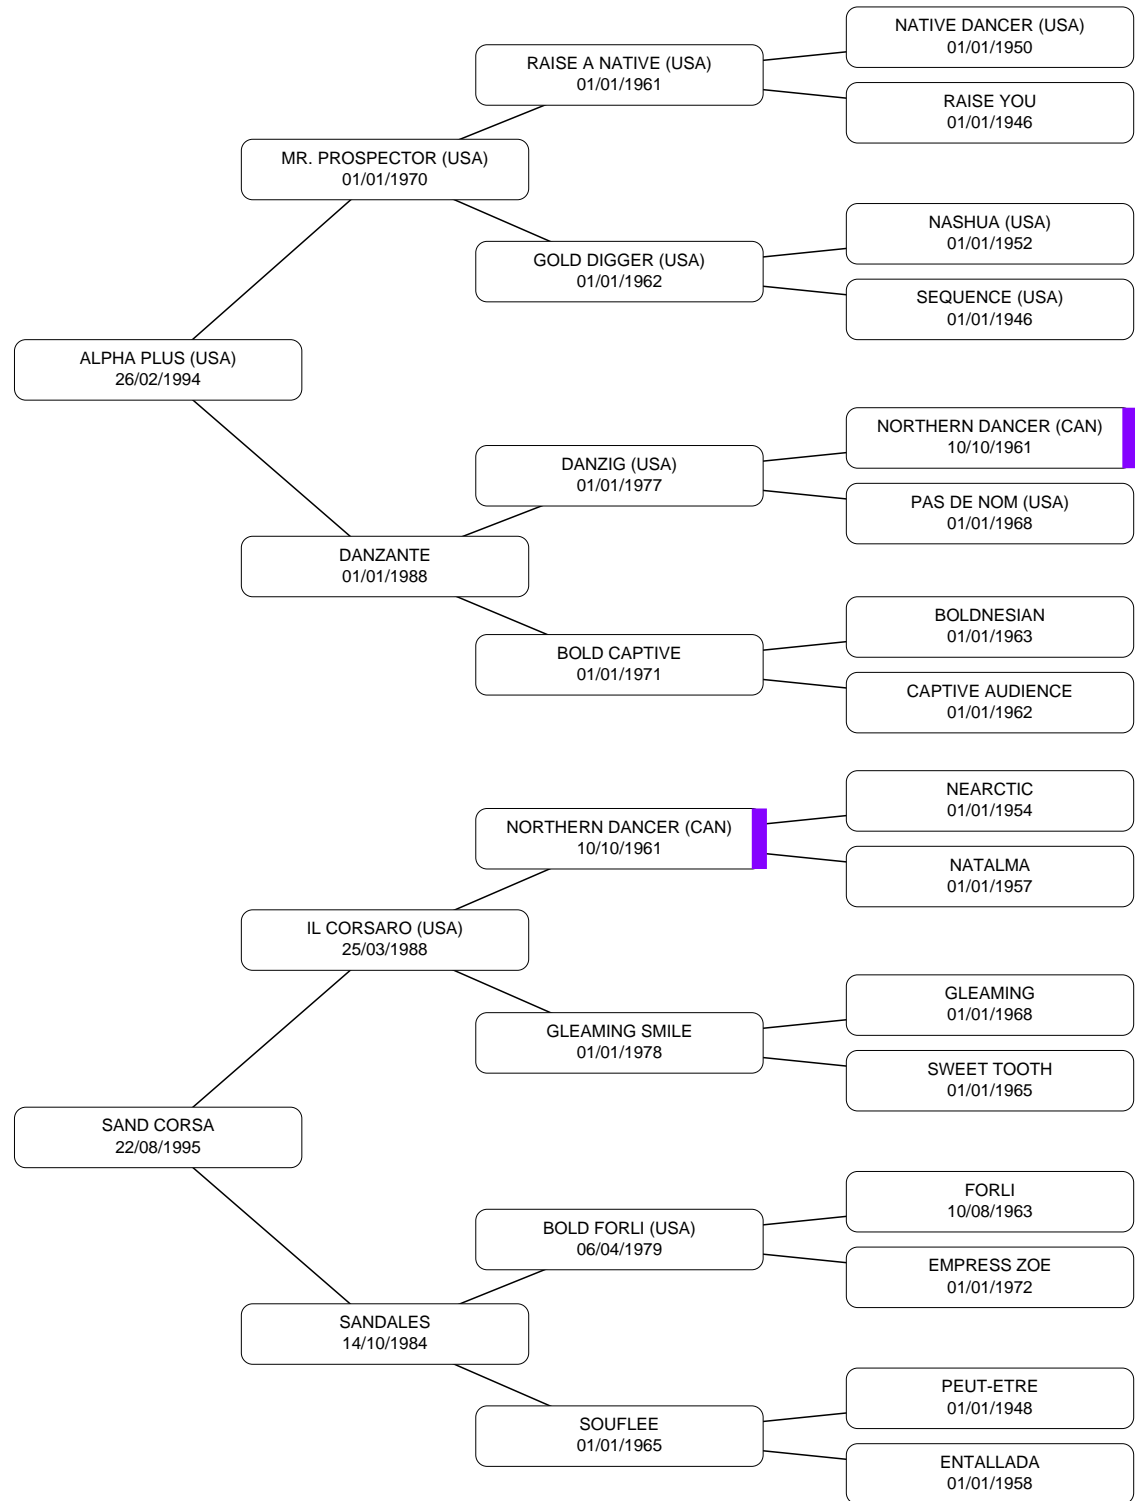 NATIVE DANCER (USA)
01/01/1950
RAISE A NATIVE (USA)
01/01/1961
RAISE YOU
01/01/1946
MR. PROSPECTOR (USA)
01/01/1970
NASHUA (USA)
01/01/1952
GOLD DIGGER (USA)
01/01/1962
SEQUENCE (USA)
01/01/1946
ALPHA PLUS (USA)
26/02/1994
NORTHERN DANCER (CAN)
10/10/1961
DANZIG (USA)
01/01/1977
PAS DE NOM (USA)
01/01/1968
DANZANTE
01/01/1988
BOLDNESIAN
01/01/1963
BOLD CAPTIVE
01/01/1971
CAPTIVE AUDIENCE
01/01/1962
NEARCTIC
01/01/1954
NORTHERN DANCER (CAN)
10/10/1961
NATALMA
01/01/1957
IL CORSARO (USA)
25/03/1988
GLEAMING
01/01/1968
GLEAMING SMILE
01/01/1978
SWEET TOOTH
01/01/1965
SAND CORSA
22/08/1995
FORLI
10/08/1963
BOLD FORLI (USA)
06/04/1979
EMPRESS ZOE
01/01/1972
SANDALES
14/10/1984
PEUT-ETRE
01/01/1948
SOUFLEE
01/01/1965
ENTALLADA
01/01/1958